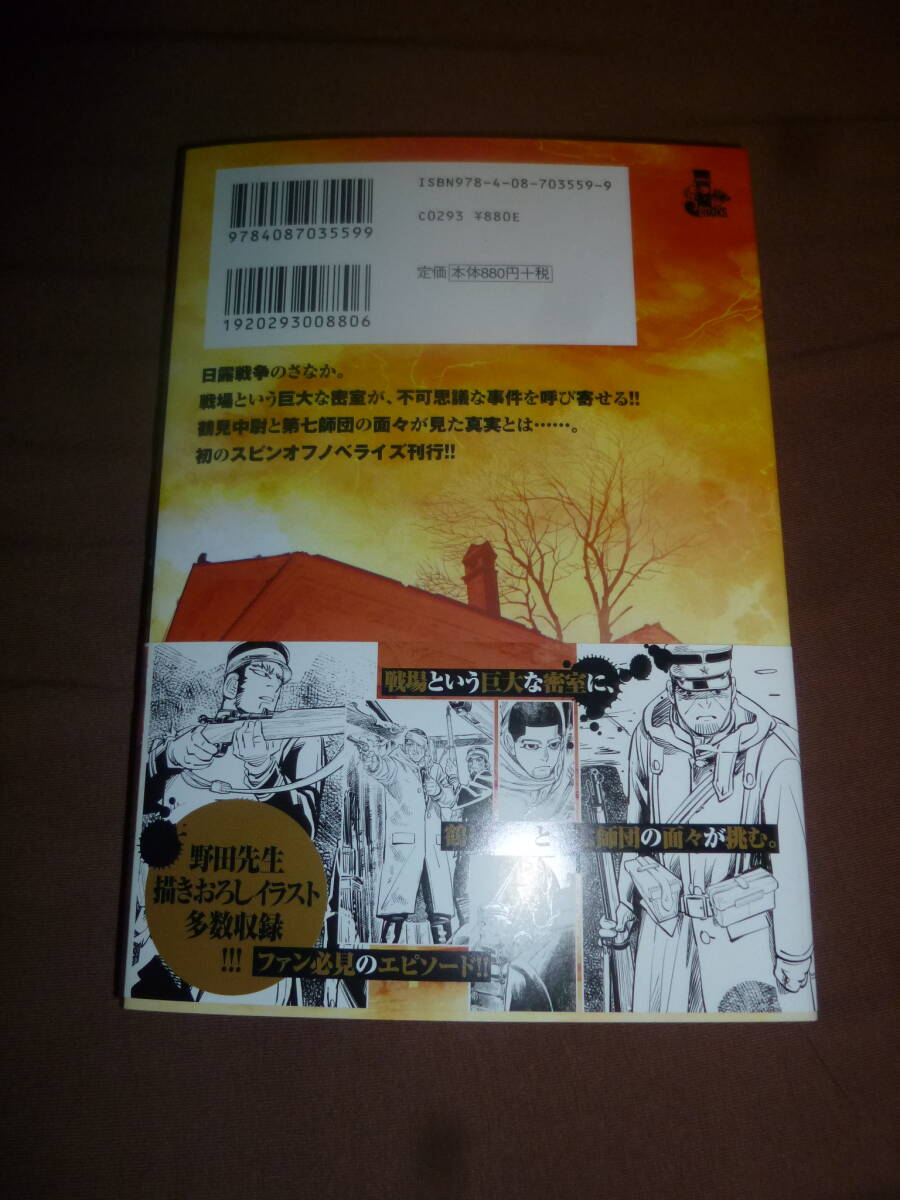 ISBN978-4-08-703559-9
C0293 ¥880E
9784087035599
定価 本体880円+税
1920293008806
BOOKS
日露戦争のさなか。
戦場という巨大な密室が、不可思議な事件を呼び寄せる!!
鶴見中尉と第七師団の面々が見た真実とは……。
初のスピンオフノベライズ刊行!!
戦場という巨大な密室に、
鶴 と 師団の面々が挑む。
野田先生
描きおろしイラスト
多数収録
!!!
ファン必見のエピソード!!